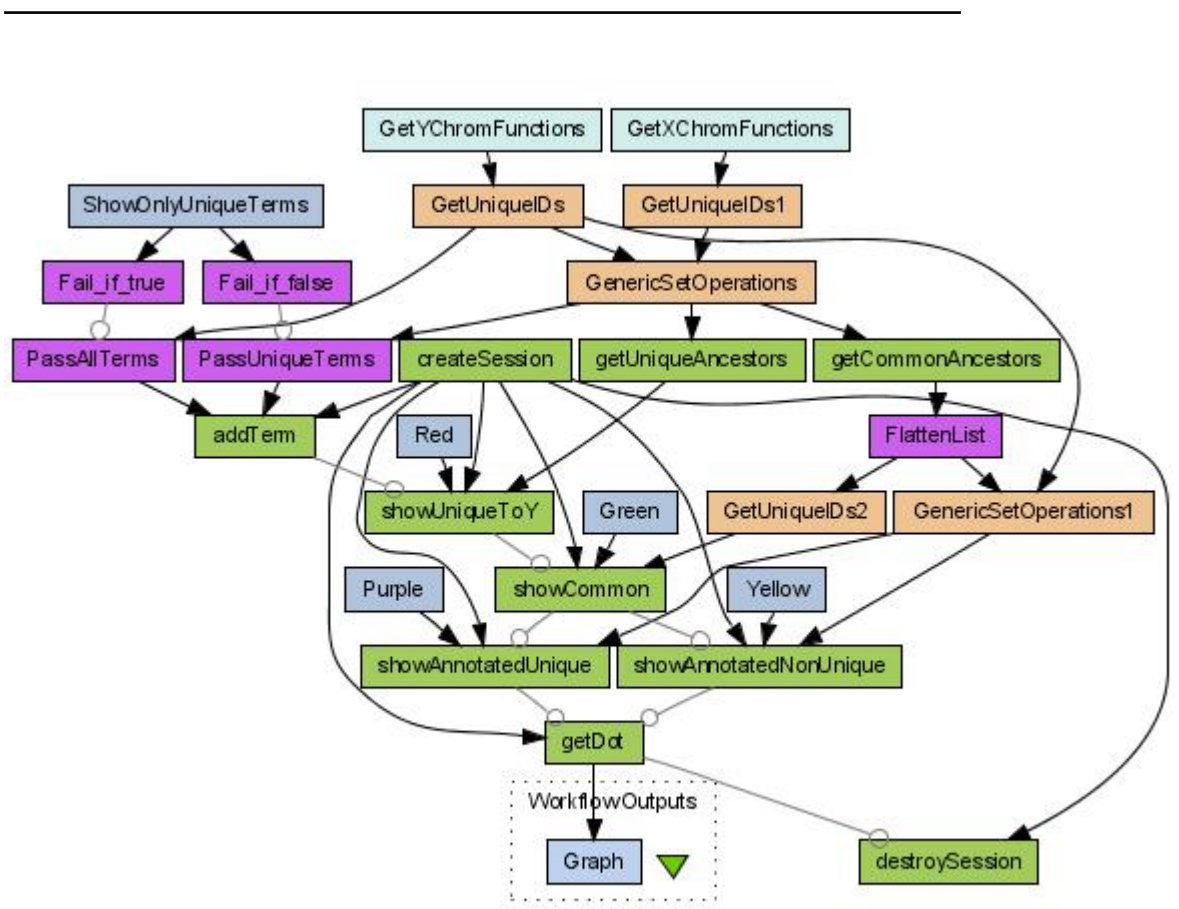 GetYChromFunctions GetXChromFunctions
ShowOnlyUniqueTerms GetUniqueIDs GetUniqueIDs1
Fail_if_true Fail_if_false GenericSetOperations
PassAllTerms PassUniqueTerms createSession getUniqueAncestors getCommonAncestors
addTerm Red FlattenList
showUniqueToY Green GetUniqueIDs2 GenericSetOperations1
Purple showCommon Yellow
showAnnotatedUnique showAnnotatedNonUnique
getDot
WorkflowOutputs
Graph destroySession